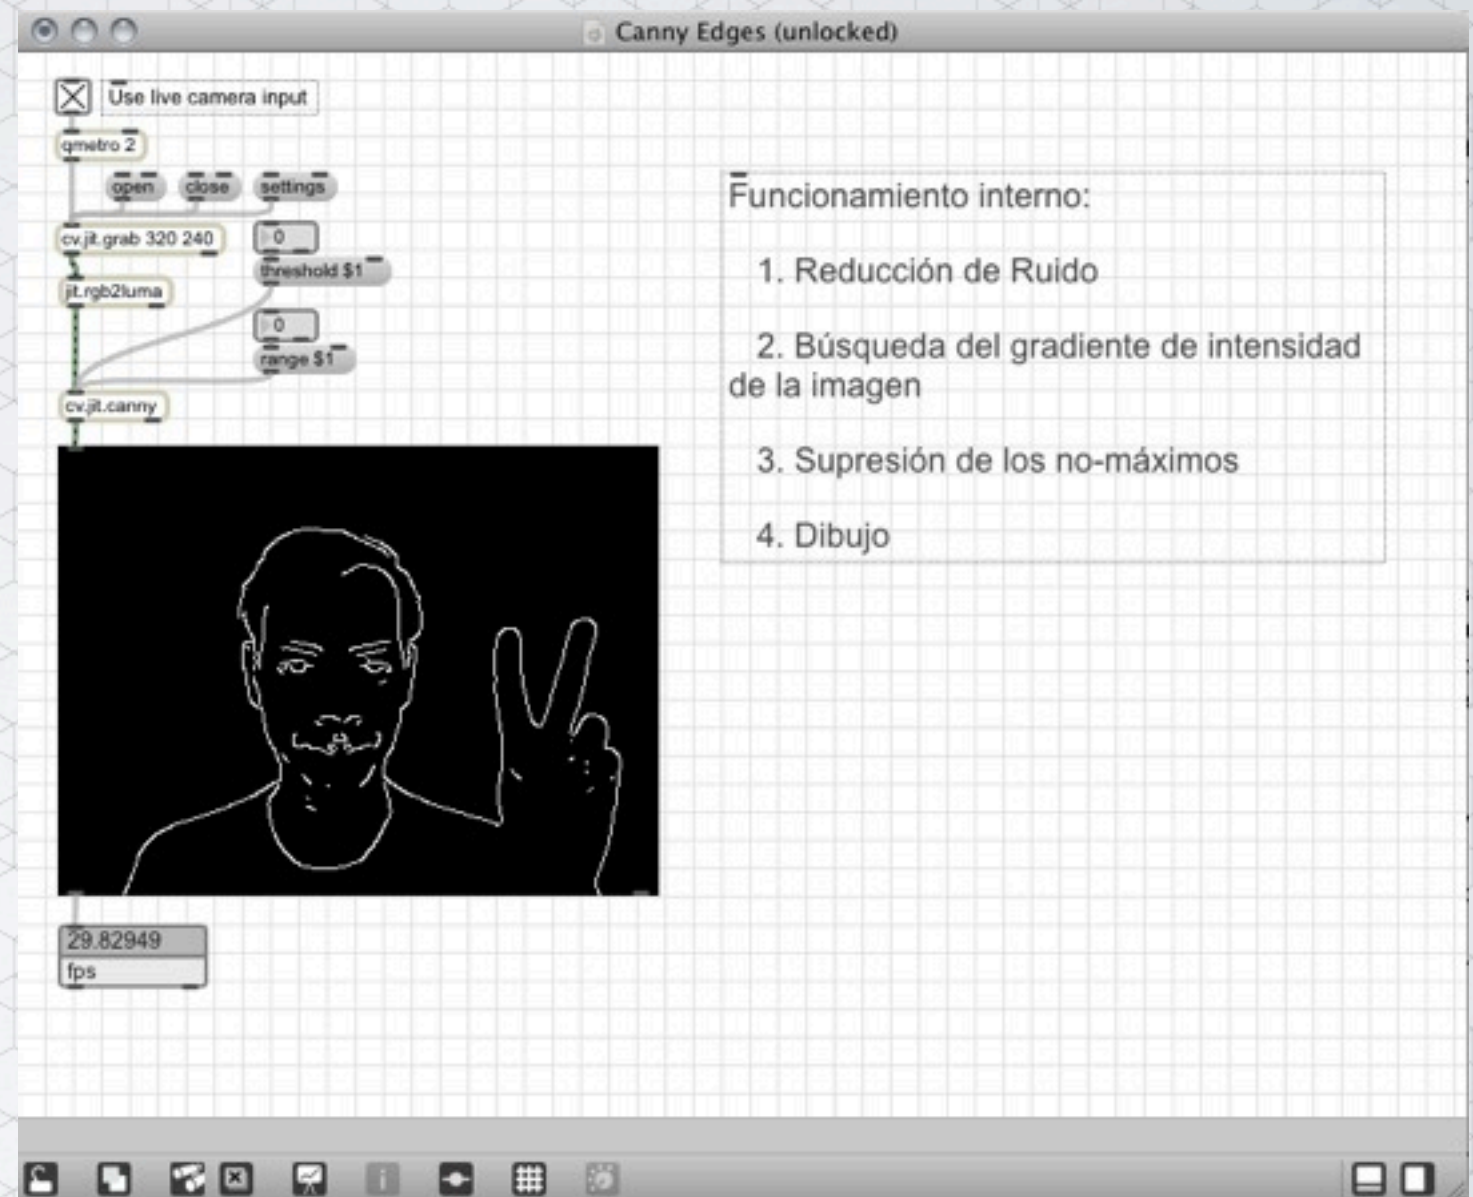 Canny Edges (unlocked)
Use live camera input
qmetro 2
open close settings
cv.jit.grab 320 240
0
threshold $1
jit.rgb2luma
0
range $1
cv.jit.canny
29.82949
fps
Funcionamiento interno:
1. Reducción de Ruido
2. Búsqueda del gradiente de intensidad
de la imagen
3. Supresión de los no-máximos
4. Dibujo